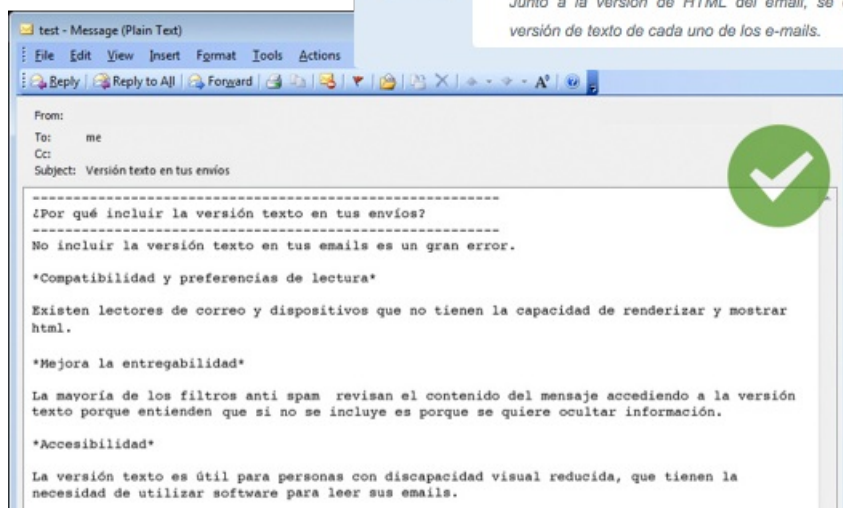 Junto a la versión de HTML del email, se
versión de texto de cada uno de los e-mails.
test - Message (Plain Text)
File Edit View Insert Format Tools Actions
Reply Reply to All Forward
From:
To: me
Cc:
Subject: Versión texto en tus envíos
----------------------------------------------------------
¿Por qué incluir la versión texto en tus envíos?
----------------------------------------------------------
No incluir la versión texto en tus emails es un gran error.
*Compatibilidad y preferencias de lectura*
Existen lectores de correo y dispositivos que no tienen la capacidad de renderizar y mostrar
html.
*Mejora la entregabilidad*
La mayoría de los filtros anti spam revisan el contenido del mensaje accediendo a la versión
texto porque entienden que si no se incluye es porque se quiere ocultar información.
*Accesibilidad*
La versión texto es útil para personas con discapacidad visual reducida, que tienen la
necesidad de utilizar software para leer sus emails.